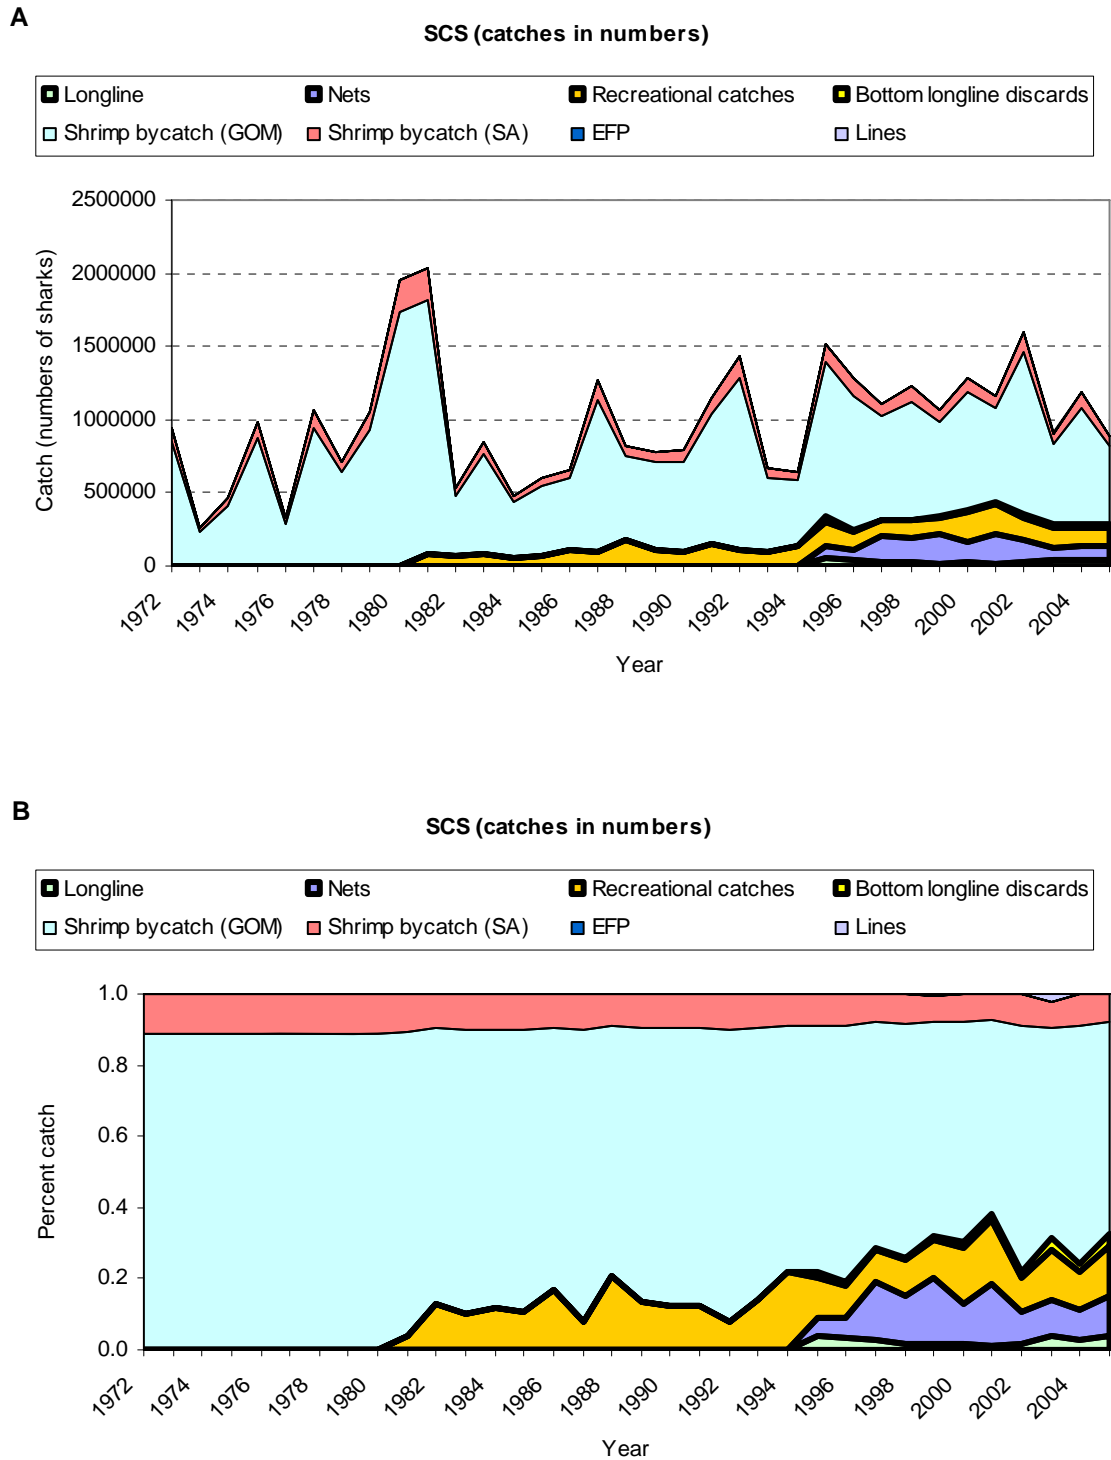 A
SCS (catches in numbers)
Longline Nets Recreational catches Bottom longline discards
Shrimp bycatch (GOM) Shrimp bycatch (SA) EFP Lines
2500000
2000000
1500000
1000000
500000
0
Catch (numbers of sharks)
1972 1974 1976 1978 1980 1982 1984 1986 1988 1990 1992 1994 1996 1998 2000 2002 2004
Year
B
SCS (catches in numbers)
Longline Nets Recreational catches Bottom longline discards
Shrimp bycatch (GOM) Shrimp bycatch (SA) EFP Lines
1.0
0.8
0.6
0.4
0.2
0.0
Percent catch
1972 1974 1976 1978 1980 1982 1984 1986 1988 1990 1992 1994 1996 1998 2000 2002 2004
Year